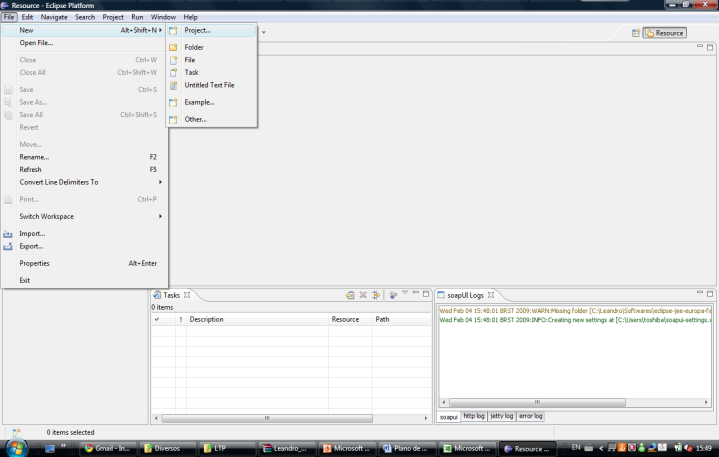 Resource - Eclipse Platform
File Edit Navigate Search Project Run Window Help
New Alt+Shift+N
Open File...
Close Ctrl+W
Close All Ctrl+Shift+W
Save Ctrl+S
Save As...
Save All Ctrl+Shift+S
Revert
Move...
Rename... F2
Refresh F5
Convert Line Delimiters To
Print... Ctrl+P
Switch Workspace
Import...
Export...
Properties Alt+Enter
Exit
Project...
Folder
File
Task
Untitled Text File
Example...
Other...
Resource
Tasks
0 items
! Description Resource Path
soapUI Logs
Wed Feb 04 15:48:01 BRST 2009:WARN:Missing folder [C:\Leandro\Softwares\eclipse-jee-europa-fa
Wed Feb 04 15:48:01 BRST 2009:INFO:Creating new settings at [C:\Users\toshiba\soapui-settings.x
soapui http log jetty log error log
0 items selected
Gmail - In... Diversos LTP Leandro_... Microsoft ... Plano de ... Microsoft ... Resource ... EN 15:49